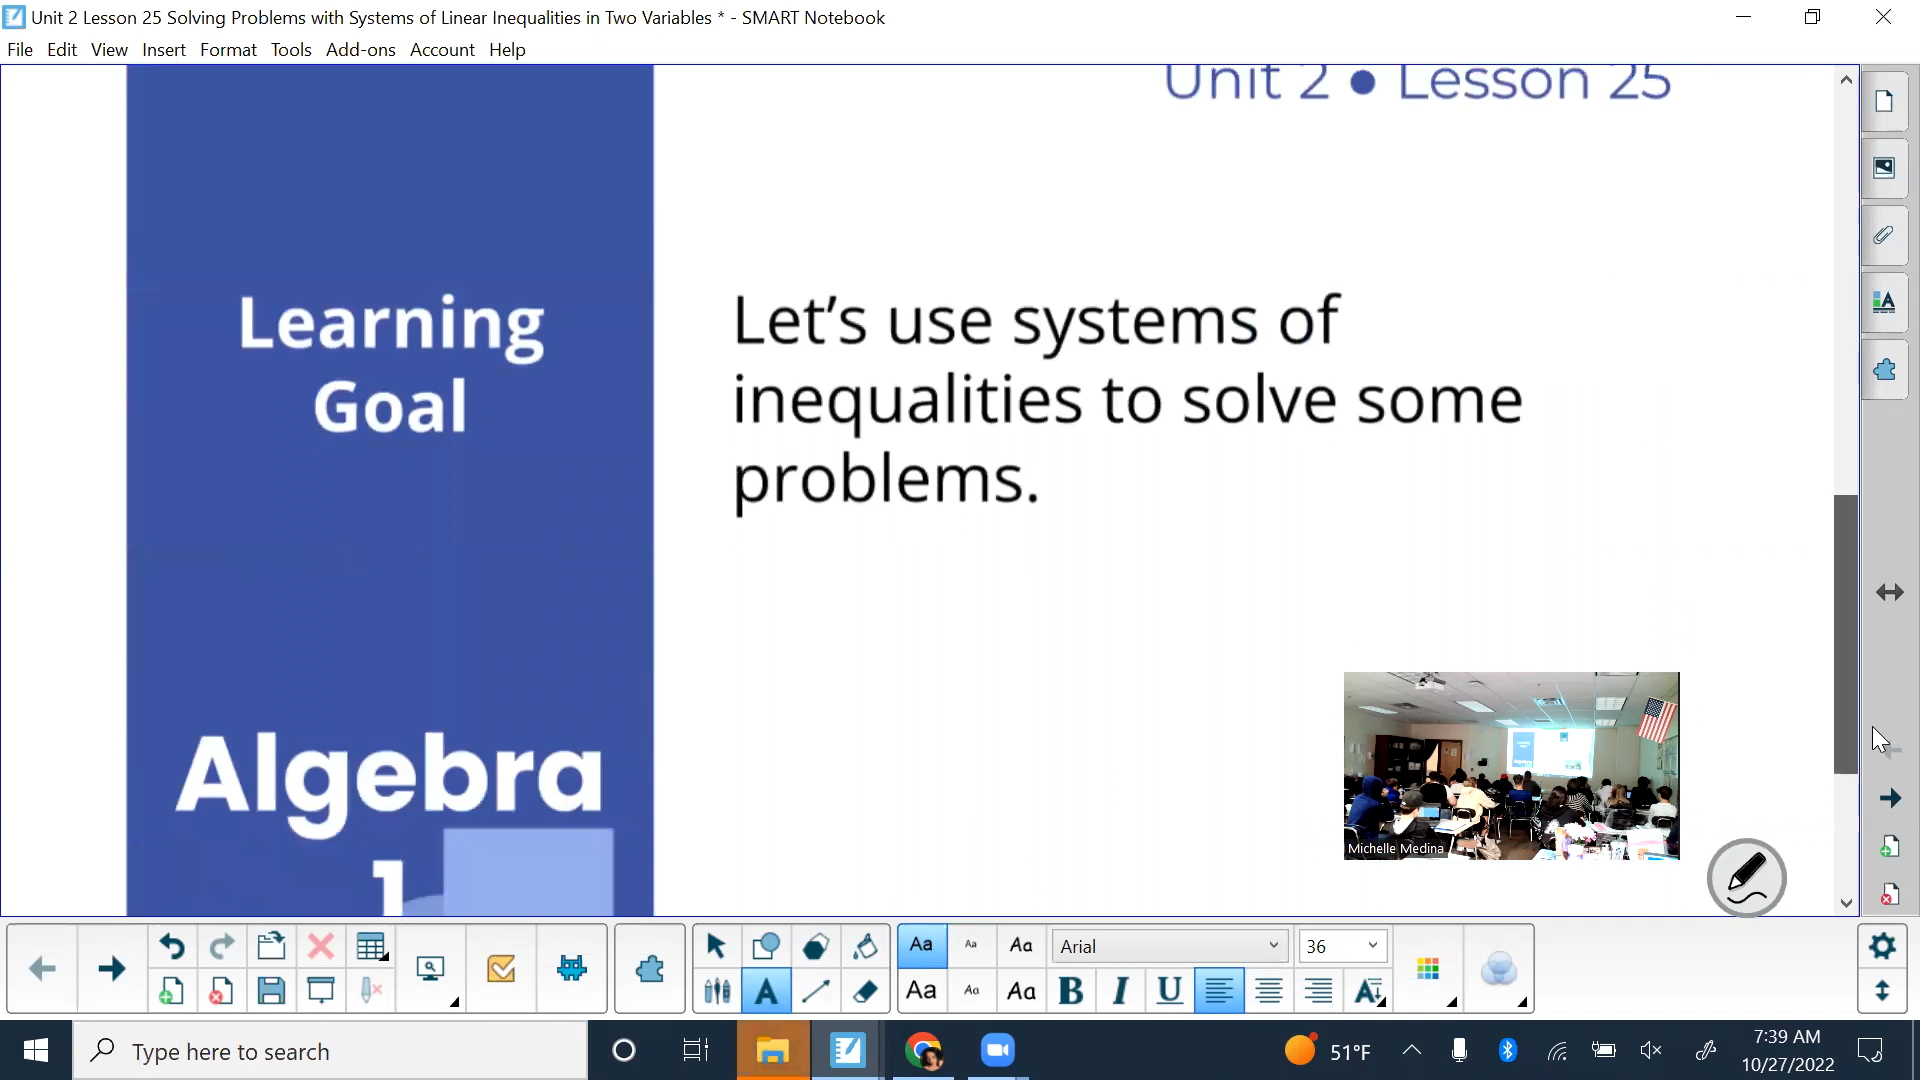 Unit 2 Lesson 25 Solving Problems with Systems of Linear Inequalities in Two Variables * - SMART Notebook
File Edit View Insert Format Tools Add-ons Account Help
Unit 2 • Lesson 25
Learning
Goal
Let's use systems of
inequalities to solve some
problems.
Algebra
1
Michelle Medina
Aa Aa Aa Arial 36
Aa Aa Aa B I U
Type here to search
51°F
7:39 AM
10/27/2022